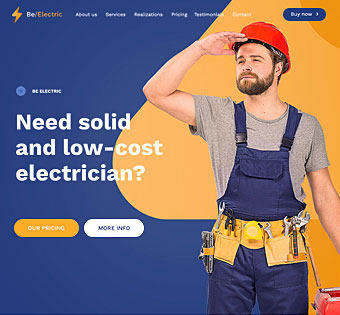 Be/Electric
About us Services Realizations Pricing Testimonials Contact
Buy now >
BE ELECTRIC
Need solid
and low-cost
electrician?
OUR PRICING MORE INFO